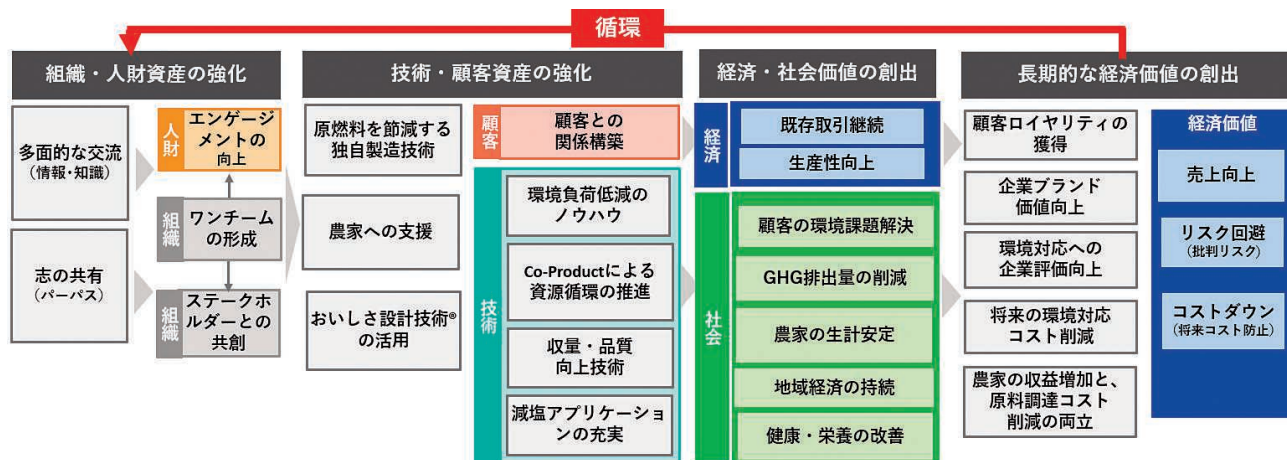 循環
組織・人財資産の強化
技術・顧客資産の強化
経済・社会価値の創出
長期的な経済価値の創出
多面的な交流
(情報・知識)
志の共有
(パーパス)
人財
エンゲージ
メントの
向上
組織
ワンチーム
の形成
組織
ステークホ
ルダーとの
共創
原燃料を節減する
独自製造技術
農家への支援
おいしさ設計技術®
の活用
顧客
顧客との
関係構築
技術
環境負荷低減の
ノウハウ
Co-Productによる
資源循環の推進
収量・品質
向上技術
減塩アプリケーショ
ンの充実
経済
既存取引継続
生産性向上
社会
顧客の環境課題解決
GHG排出量の削減
農家の生計安定
地域経済の持続
健康・栄養の改善
顧客ロイヤリティの
獲得
企業ブランド
価値向上
環境対応への
企業評価向上
将来の環境対応
コスト削減
農家の収益増加と、
原料調達コスト
削減の両立
経済価値
売上向上
リスク回避
(批判リスク)
コストダウン
(将来コスト防止)